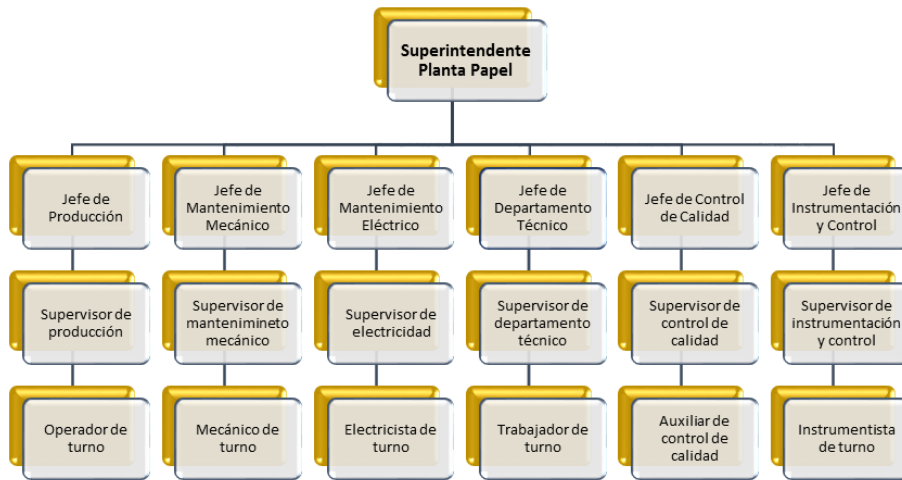 Superintendente
Planta Papel
Jefe de
Producción
Jefe de
Mantenimiento
Mecánico
Jefe de
Mantenimiento
Eléctrico
Jefe de
Departamento
Técnico
Jefe de Control
de Calidad
Jefe de
Instrumentación
y Control
Supervisor de
producción
Supervisor de
mantenimineto
mecánico
Supervisor de
electricidad
Supervisor de
departamento
técnico
Supervisor de
control de
calidad
Supervisor de
instrumentación
y control
Operador de
turno
Mecánico de
turno
Electricista de
turno
Trabajador de
turno
Auxiliar de
control de
calidad
Instrumentista
de turno